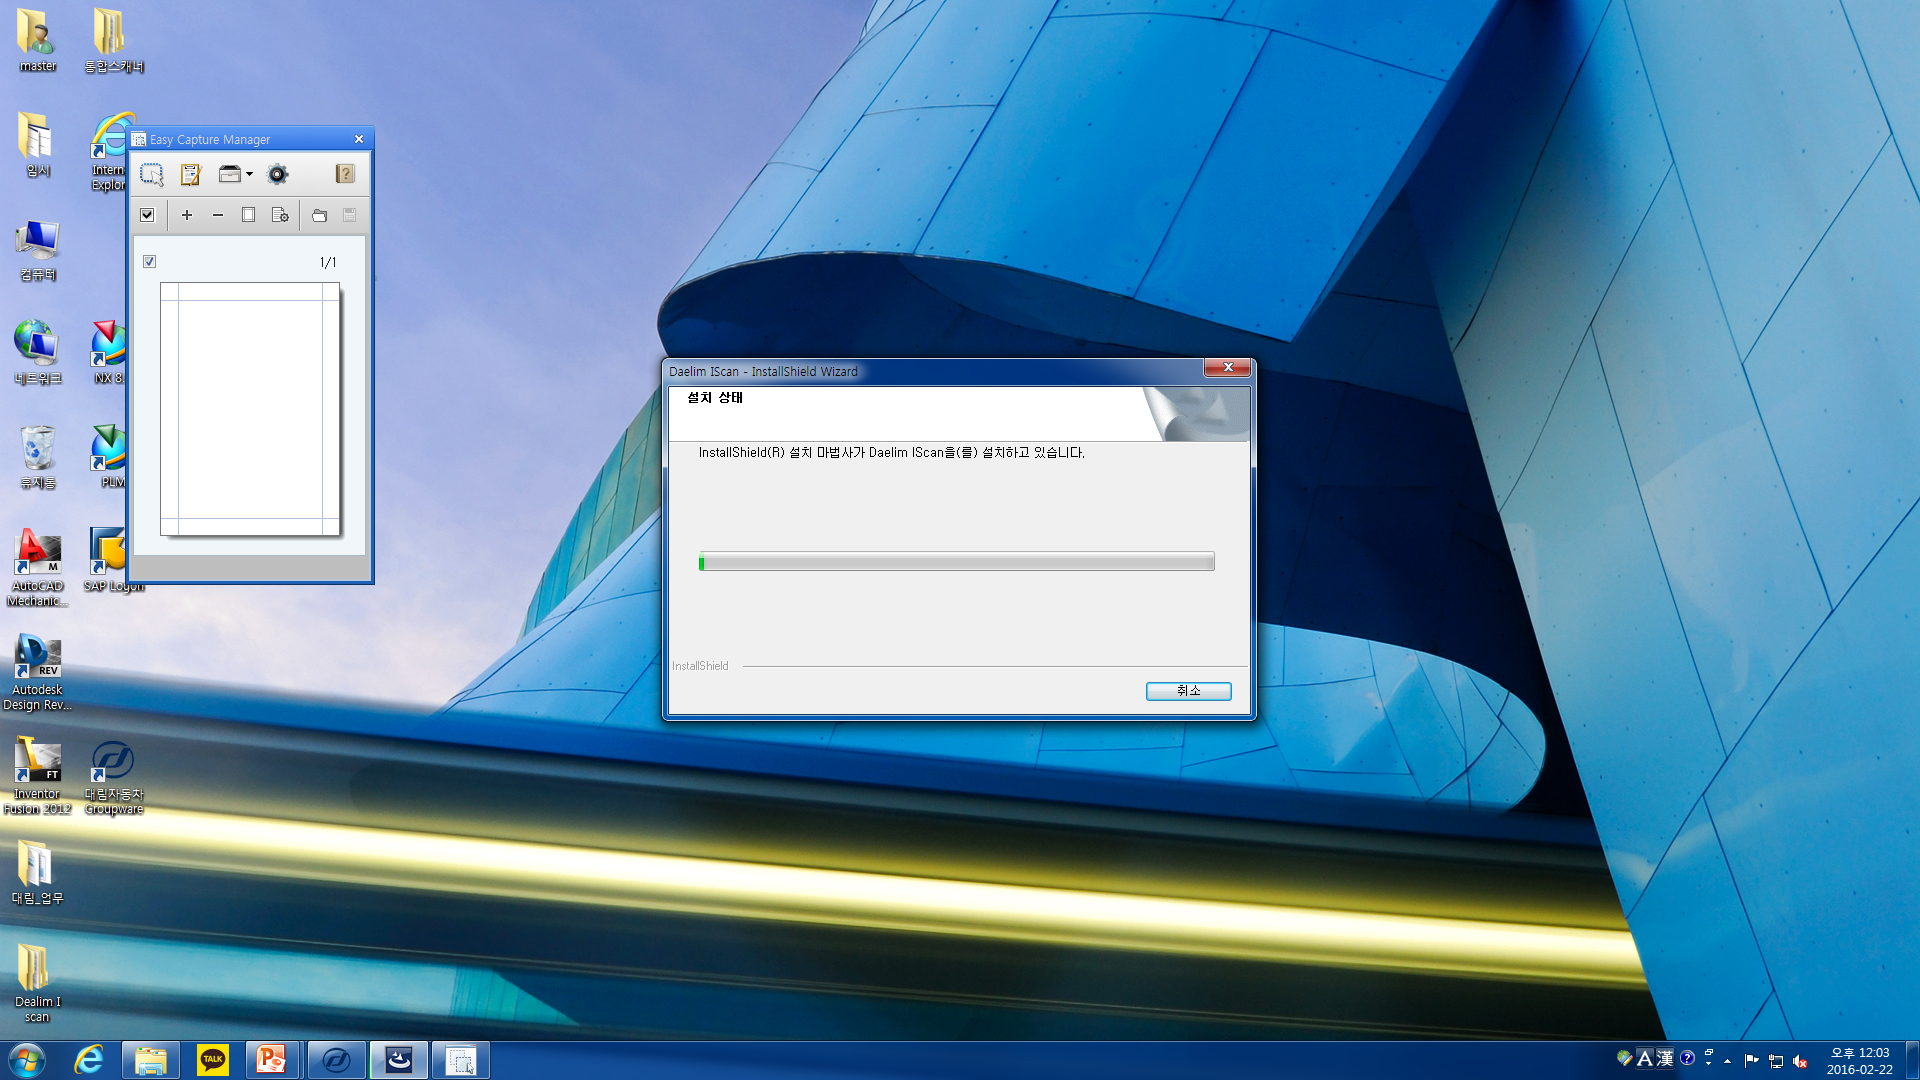 master
통합스캐너
임시
Intern
Explor
컴퓨터
네트워크
NX 8.
휴지통
PLM
AutoCAD
Mechanic...
SAP Logon
Autodesk
Design Rev...
Inventor
Fusion 2012
대림자동차
Groupware
대림_업무
Dealim I
scan
Easy Capture Manager
1/1
Daelim IScan - InstallShield Wizard
설치 상태
InstallShield(R) 설치 마법사가 Daelim IScan을(를) 설치하고 있습니다.
InstallShield
취소
M
REV
FT
TALK
A 漢
오후 12:03
2016-02-22